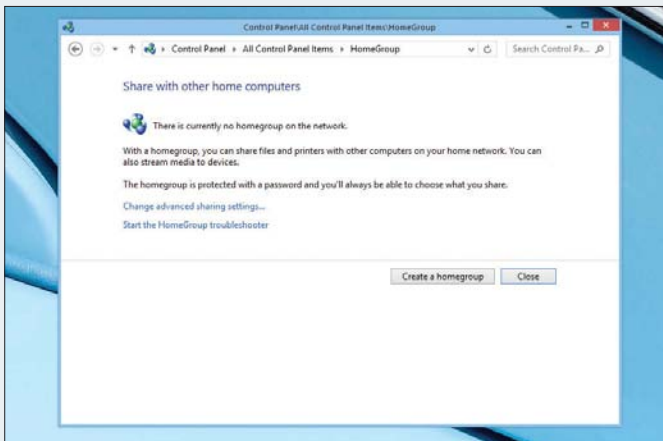 Control Panel\All Control Panel Items\HomeGroup
Control Panel All Control Panel Items HomeGroup Search Control Pa...
Share with other home computers
There is currently no homegroup on the network.
With a homegroup, you can share files and printers with other computers on your home network. You can
also stream media to devices.
The homegroup is protected with a password and you'll always be able to choose what you share.
Change advanced sharing settings...
Start the HomeGroup troubleshooter
Create a homegroup Close